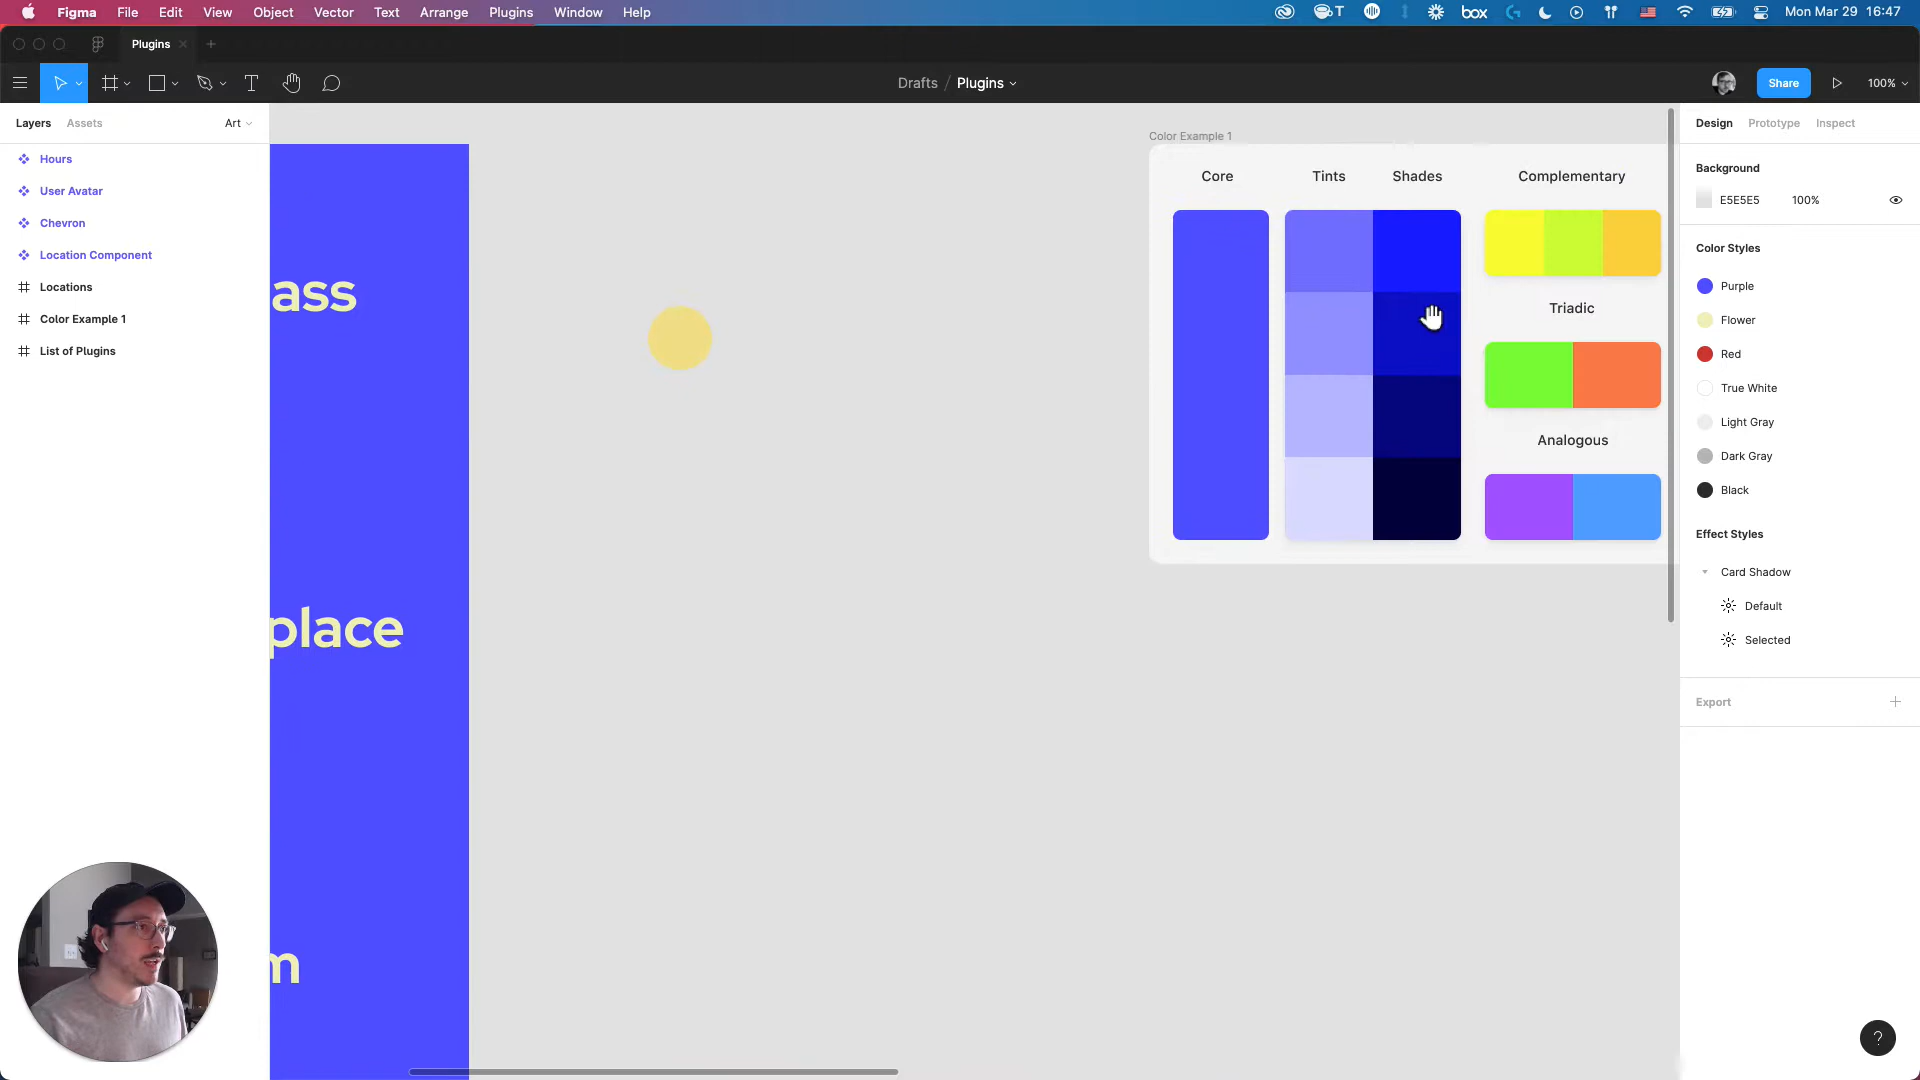 Figma File Edit View Object Vector Text Arrange Plugins Window Help
T box Mon Mar 29 16:47
Plugins
Drafts / Plugins
Share
100%
Layers Assets Art
Hours
User Avatar
Chevron
Location Component
Locations
Color Example 1
List of Plugins
ass
place
m
Color Example 1
Core Tints Shades Complementary
Triadic
Analogous
Design Prototype Inspect
Background
E5E5E5 100%
Color Styles
Purple
Flower
Red
True White
Light Gray
Dark Gray
Black
Effect Styles
Card Shadow
Default
Selected
Export
?